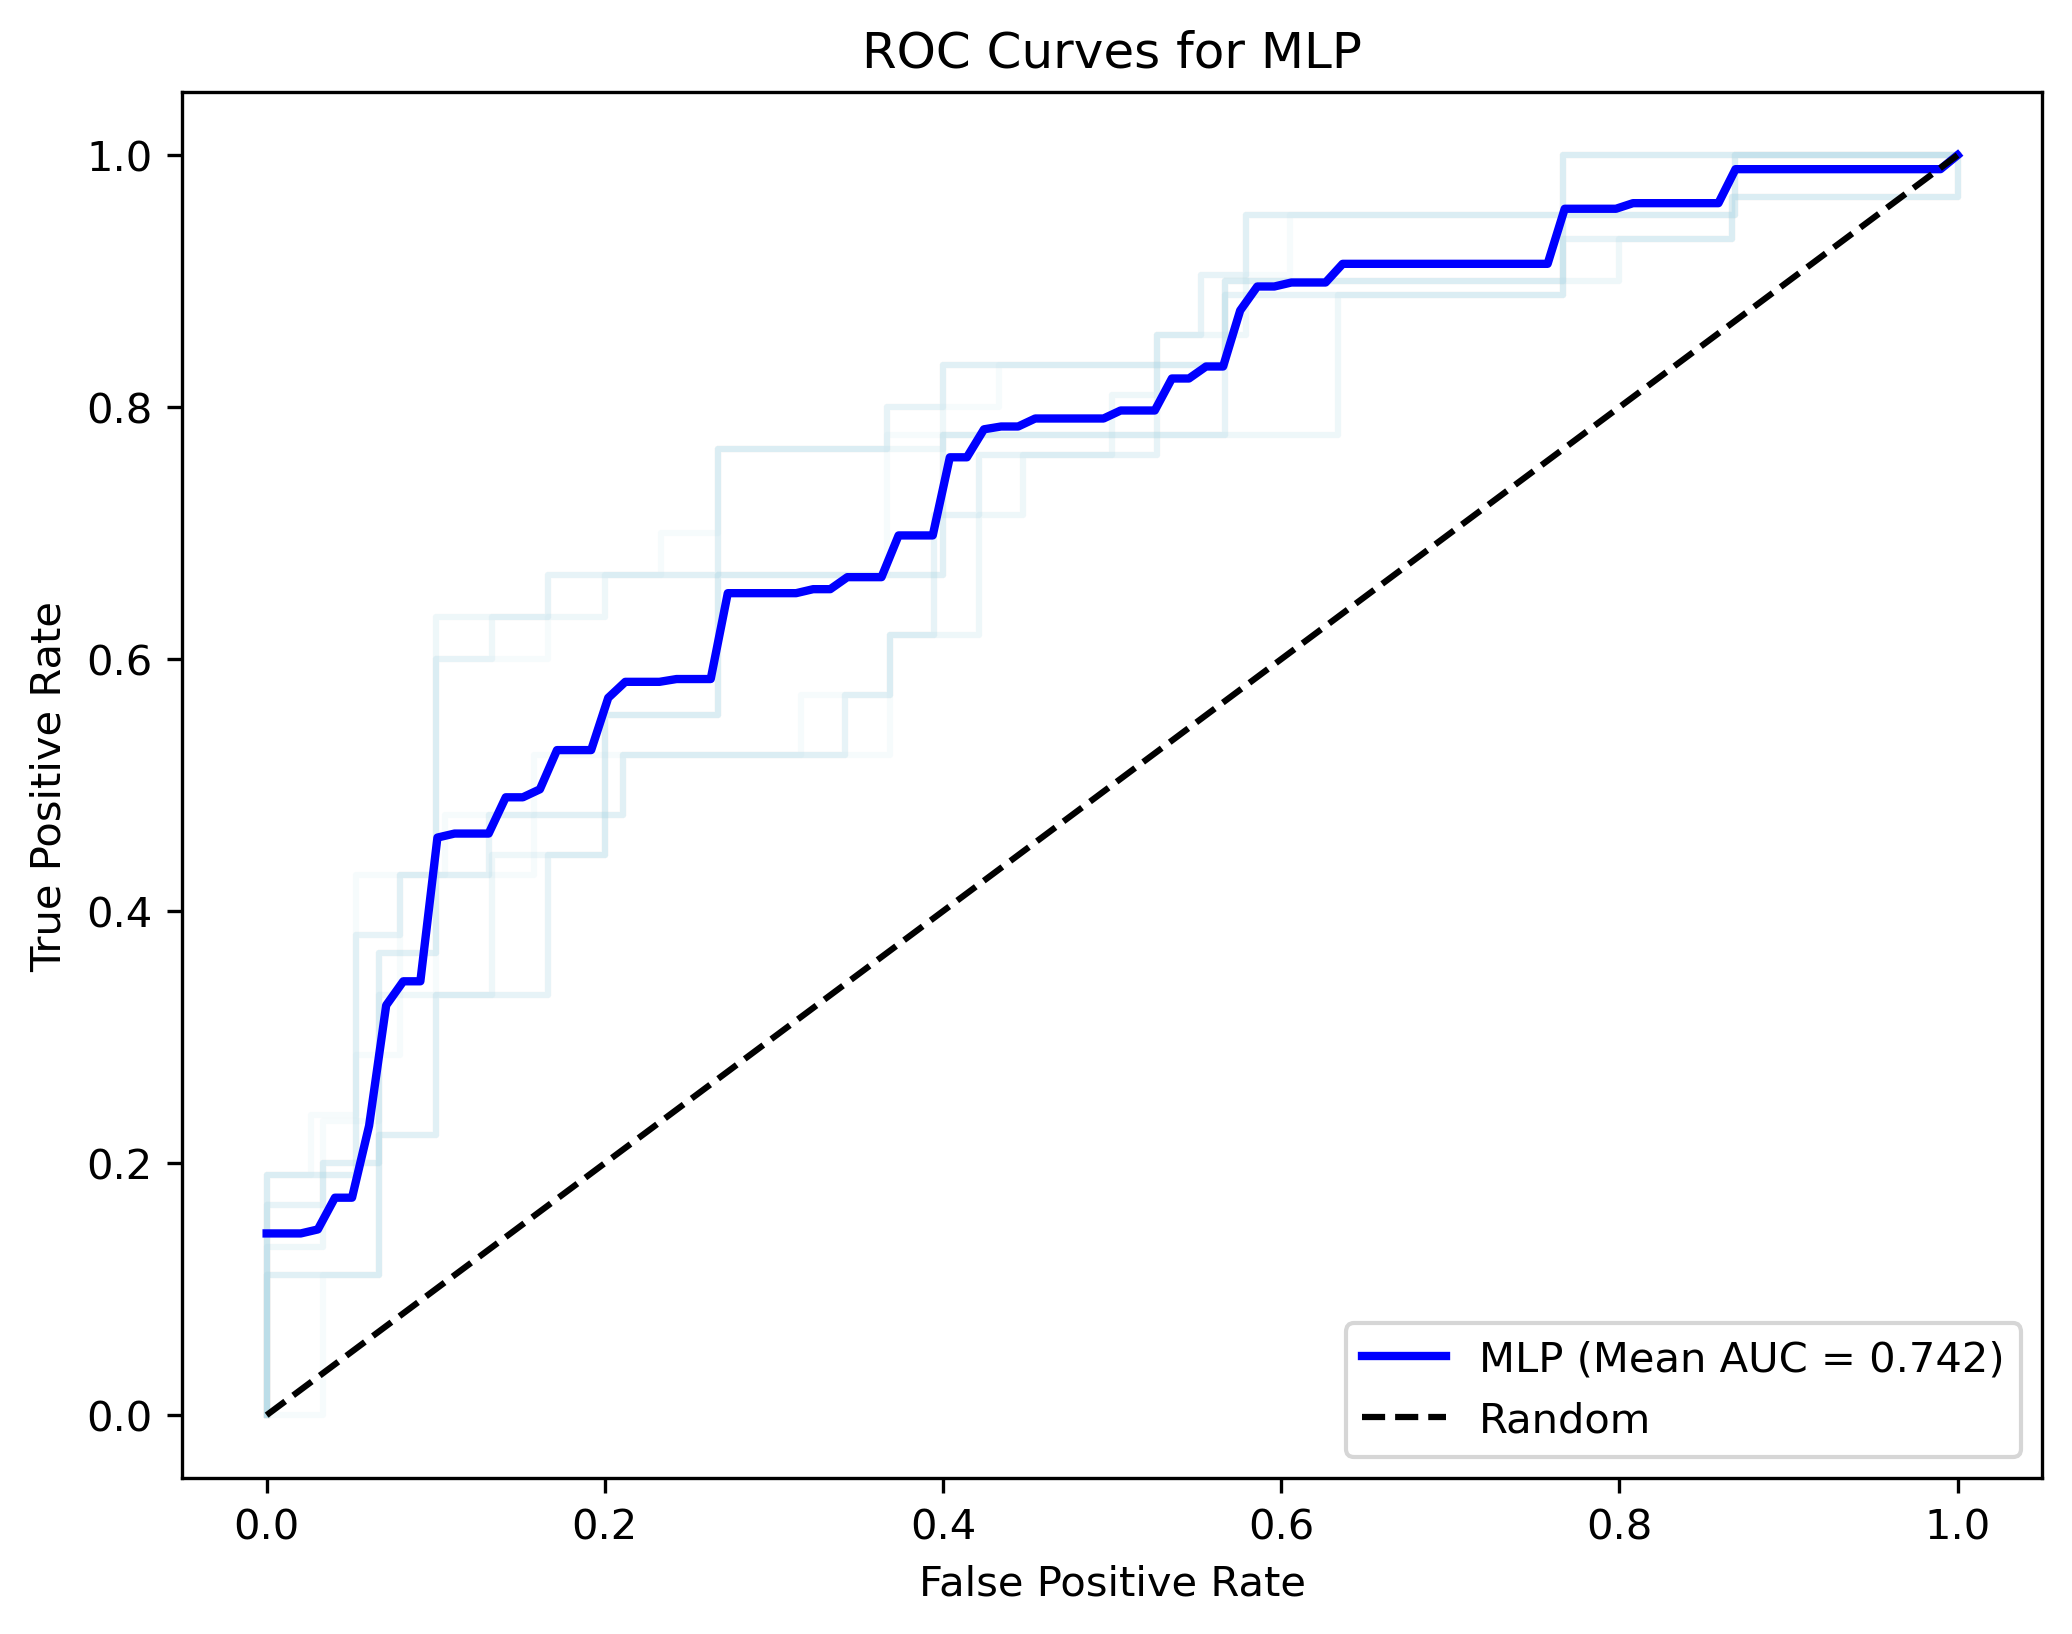 ROC Curves for MLP
True Positive Rate
1.0
0.8
0.6
0.4
0.2
0.0
MLP (Mean AUC = 0.742)
Random
0.0 0.2 0.4 0.6 0.8 1.0
False Positive Rate